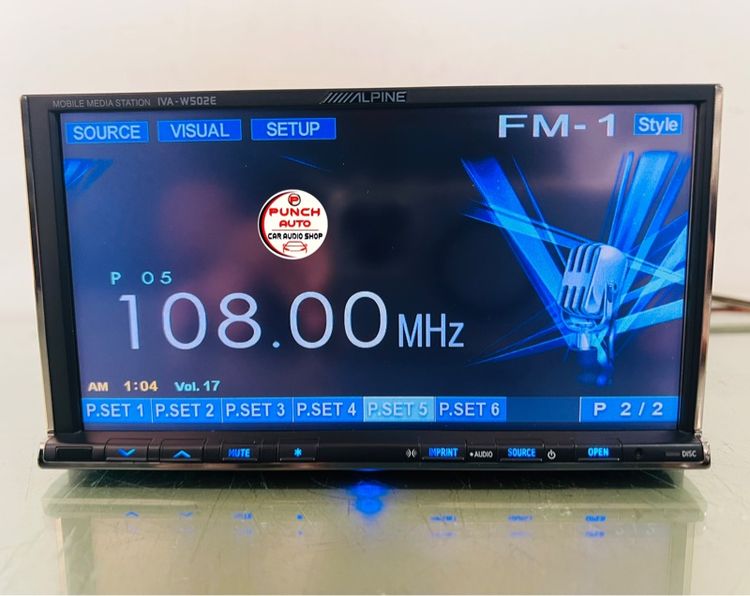 MOBILE MEDIA STATION IVA-W502E
ALPINE
SOURCE VISUAL SETUP FM-1 Style
P
PUNCH
AUTO
CAR AUDIO SHOP
P 05
108.00 MHz
AM 1:04 Vol. 17
P.SET 1 P.SET 2 P.SET 3 P.SET 4 P.SET 5 P.SET 6 P 2/2
MUTE * IMPRINT •AUDIO SOURCE OPEN DISC